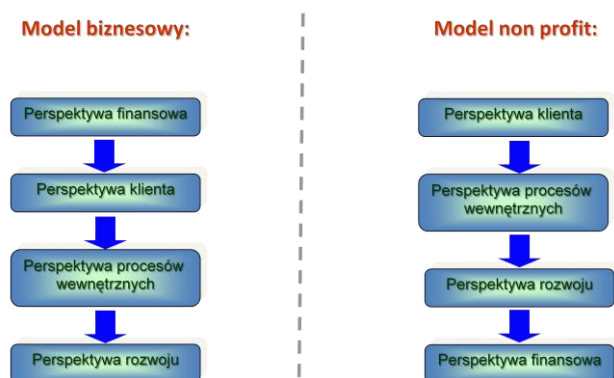 Model biznesowy:
Perspektywa finansowa
Perspektywa klienta
Perspektywa procesów
wewnętrznych
Perspektywa rozwoju
Model non profit:
Perspektywa klienta
Perspektywa procesów
wewnętrznych
Perspektywa rozwoju
Perspektywa finansowa